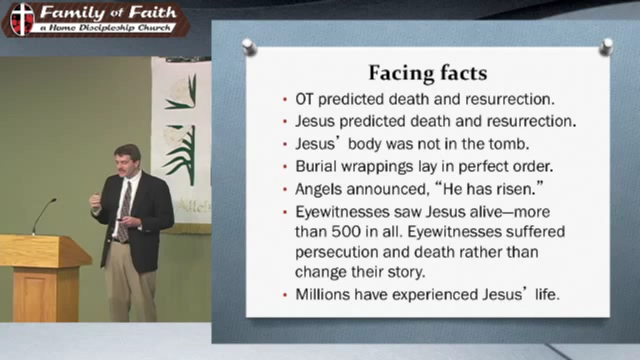 Family of Faith
a Home Discipleship Church
Facing facts
• OT predicted death and resurrection.
• Jesus predicted death and resurrection.
• Jesus' body was not in the tomb.
• Burial wrappings lay in perfect order.
• Angels announced, “He has risen.”
• Eyewitnesses saw Jesus alive—more
than 500 in all. Eyewitnesses suffered
persecution and death rather than
change their story.
• Millions have experienced Jesus' life.